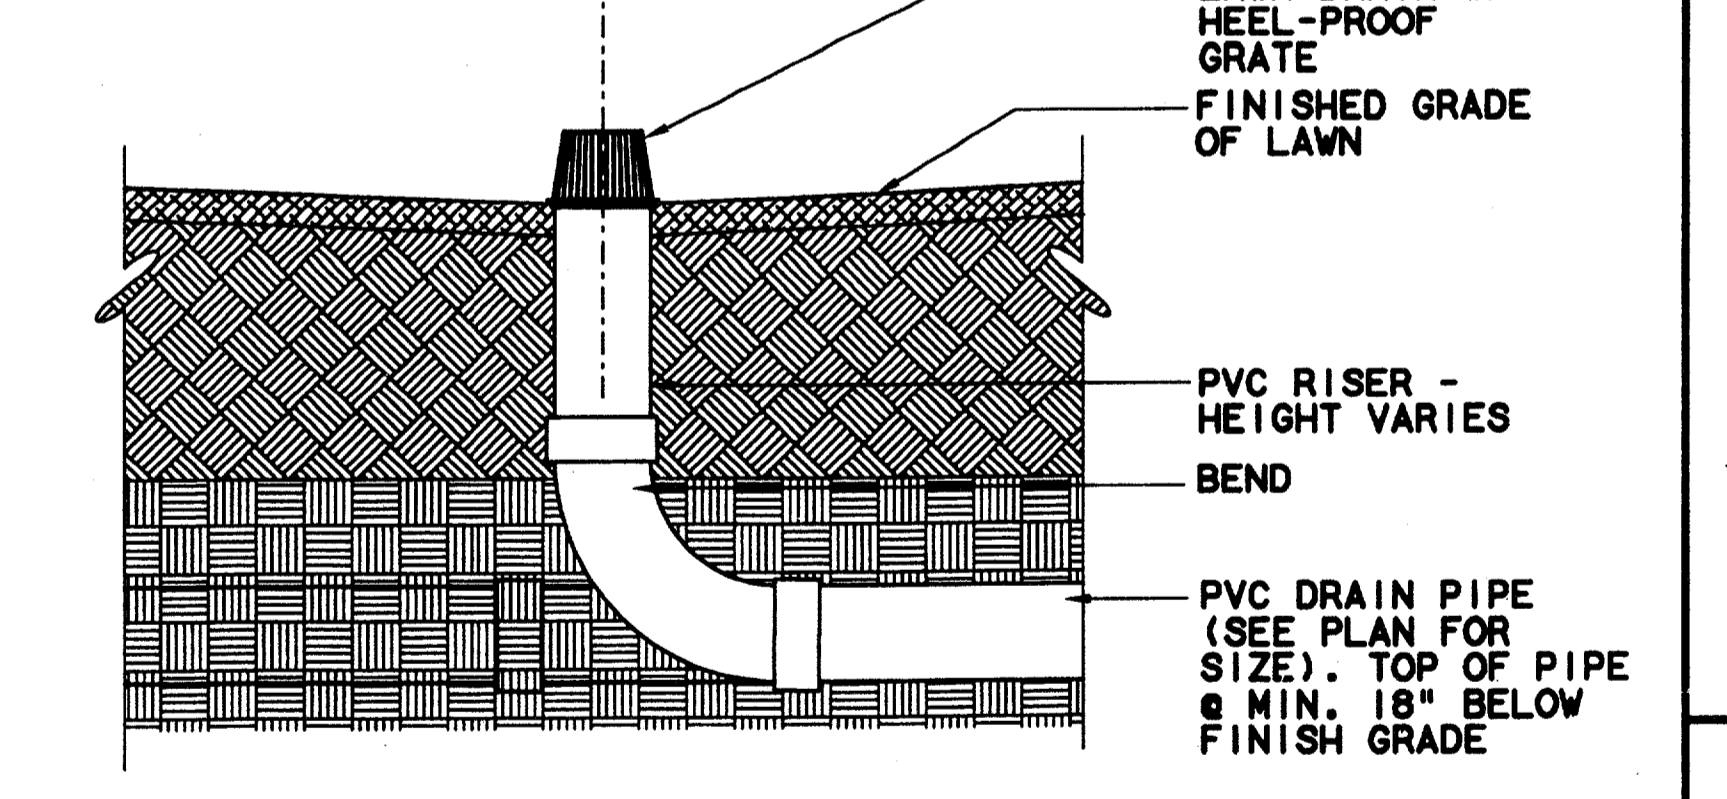 HEEL-PROOF
GRATE
FINISHED GRADE
OF LAWN
PVC RISER -
HEIGHT VARIES
BEND
PVC DRAIN PIPE
(SEE PLAN FOR
SIZE). TOP OF PIPE
@ MIN. 18" BELOW
FINISH GRADE